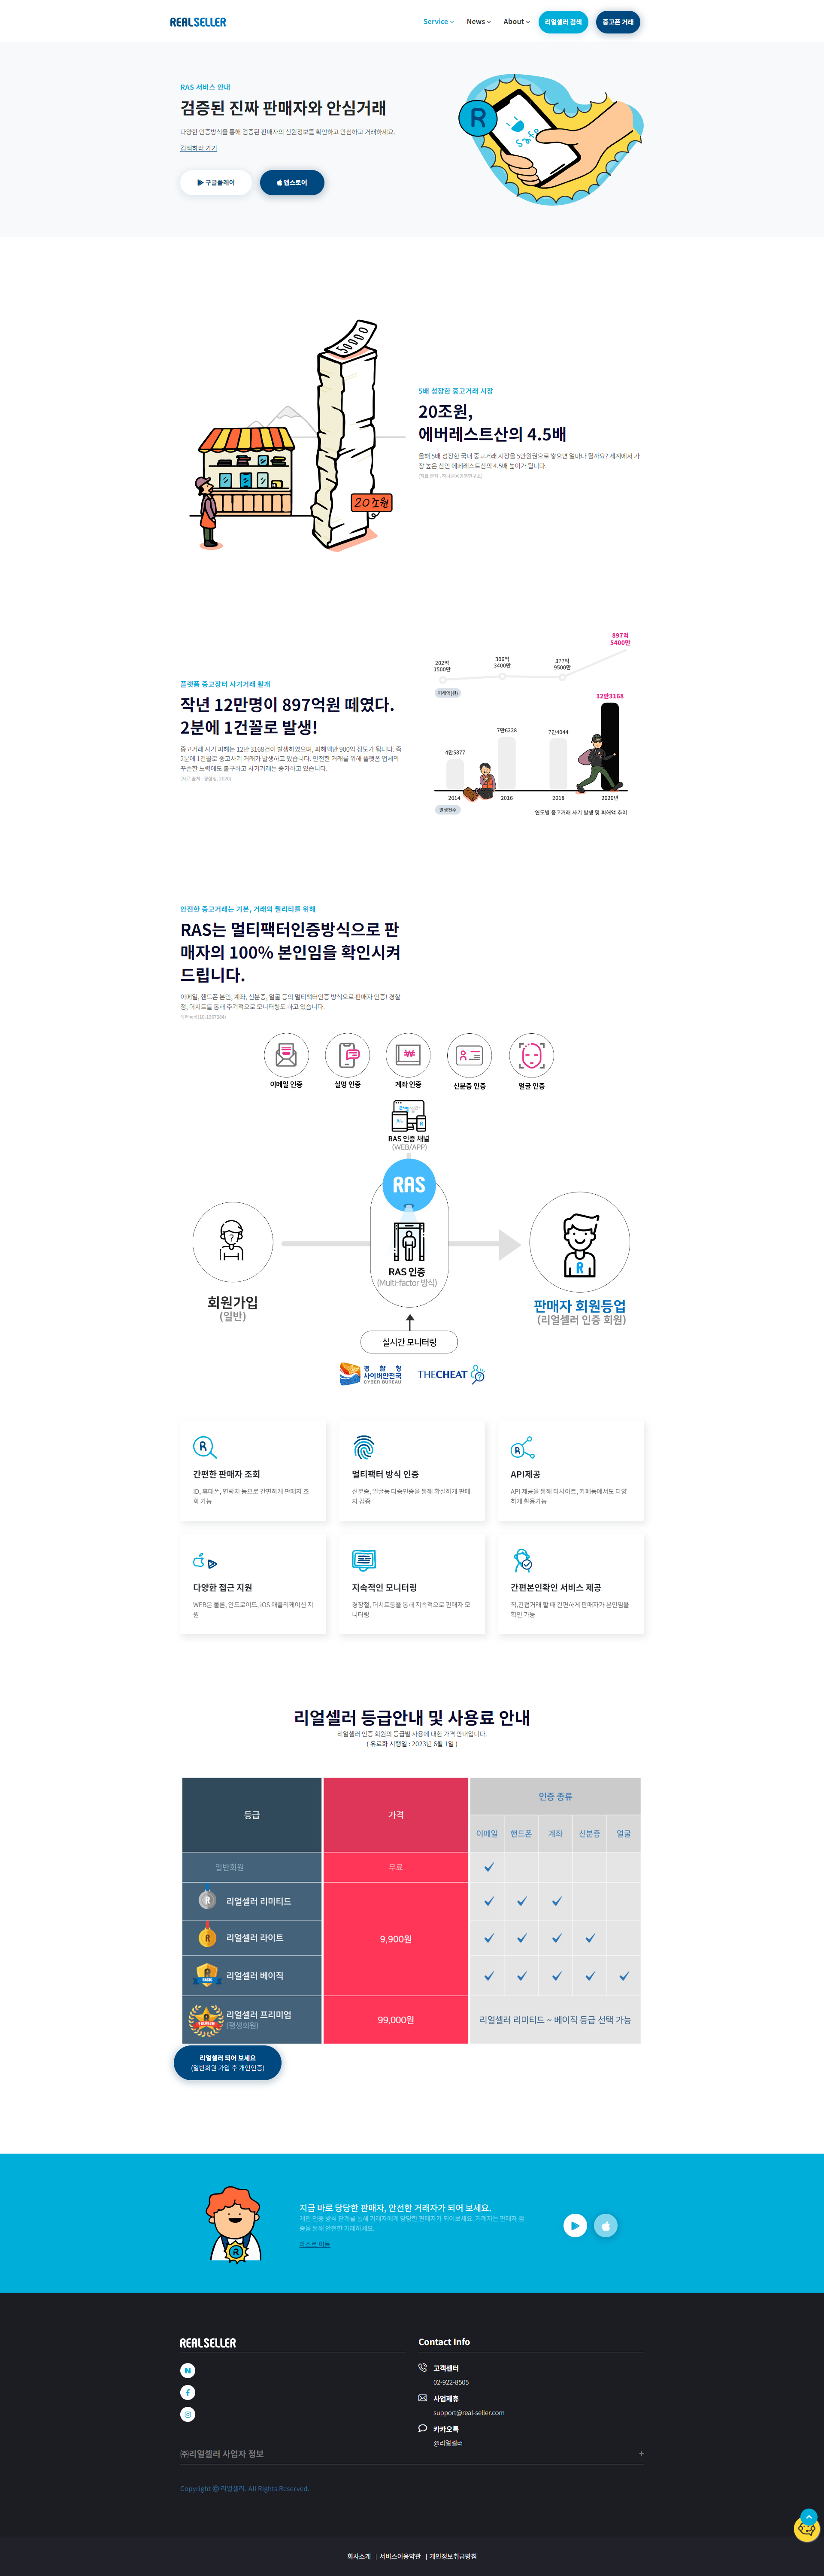 REALSELLER
Service
News
About
리얼셀러 검색
중고폰 거래
RAS 서비스 안내
검증된 진짜 판매자와 안심거래
다양한 인증방식을 통해 검증된 판매자의 신원정보를 확인하고 안심하고 거래하세요.
검색하러 가기
구글플레이
앱스토어
R
50000
20조원
5배 성장한 중고거래 시장
20조원,
에버레스트산의 4.5배
올해 5배 성장한 국내 중고거래 시장을 5만원권으로 쌓으면 얼마나 될까요? 세계에서 가
장 높은 산인 에베레스트산의 4.5배 높이가 됩니다.
플랫폼 중고장터 사기거래 활개
작년 12만명이 897억원 떼였다.
2분에 1건꼴로 발생!
중고거래 사기 피해는 12만 3168건이 발생하였으며, 피해액만 900억 정도가 됩니다. 즉
2분에 1건꼴로 중고사기 거래가 발생하고 있습니다. 안전한 거래를 위해 플랫폼 업체의
꾸준한 노력에도 불구하고 사기거래는 증가하고 있습니다.
(자료 출처 : 경찰청, 2020)
897억
5400만
202억
1500만
306억
3400만
377억
9500만
피해액(원)
12만3168
7만6228
7만4044
4만5877
2014
2016
2018
2020년
발생건수
연도별 중고거래 사기 발생 및 피해액 추이
안전한 중고거래는 기본, 거래의 퀄리티를 위해
RAS는 멀티팩터인증방식으로 판
매자의 100% 본인임을 확인시켜
드립니다.
이메일, 핸드폰 본인, 계좌, 신분증, 얼굴 등의 멀티팩터인증 방식으로 판매자 인증! 경찰
청, 더치트를 통해 주기적으로 모니터링도 하고 있습니다.
이메일 인증
실명 인증
계좌 인증
신분증 인증
얼굴 인증
RAS 인증 채널
(WEB/APP)
RAS
RAS 인증
(Multi-factor 방식)
회원가입
(일반)
판매자 회원등업
(리얼셀러 인증 회원)
실시간 모니터링
경 찰 청
사이버안전국
CYBER BUREAU
THECHEAT
간편한 판매자 조회
ID, 휴대폰, 연락처 등으로 간편하게 판매자 조
회 가능
멀티팩터 방식 인증
신분증, 얼굴등 다중인증을 통해 확실하게 판매
자 검증
API제공
API 제공을 통해 타사이트, 카페등에서도 다양
하게 활용가능
다양한 접근 지원
WEB은 물론, 안드로이드, iOS 애플리케이션 지
원
지속적인 모니터링
경장철, 더치트등을 통해 지속적으로 판매자 모
니터링
간편본인확인 서비스 제공
직,간접거래 할 때 간편하게 판매자가 본인임을
확인 가능
리얼셀러 등급안내 및 사용료 안내
리얼셀러 인증 회원의 등급별 사용에 대한 가격 안내입니다.
( 유료화 시행일 : 2023년 6월 1일 )
등급
가격
인증 종류
이메일
핸드폰
계좌
신분증
얼굴
일반회원
무료
리얼셀러 리미티드
리얼셀러 라이트
9,900원
리얼셀러 베이직
리얼셀러 프리미엄
(평생회원)
99,000원
리얼셀러 리미티드 ~ 베이직 등급 선택 가능
리얼셀러 되어 보세요
(일반회원 가입 후 개인인증)
지금 바로 당당한 판매자, 안전한 거래자가 되어 보세요.
개인 인증 방식 단계를 통해 거래자에게 당당한 판매자가 되어보세요. 거래자는 판매자 검
증을 통해 안전한 거래하세요.
라스로 이동
REALSELLER
Contact Info
고객센터
02-922-8505
사업제휴
support@real-seller.com
카카오톡
@리얼셀러
㈜리얼셀러 사업자 정보
+
Copyright © 리얼셀러. All Rights Reserved.
회사소개 | 서비스이용약관 | 개인정보취급방침